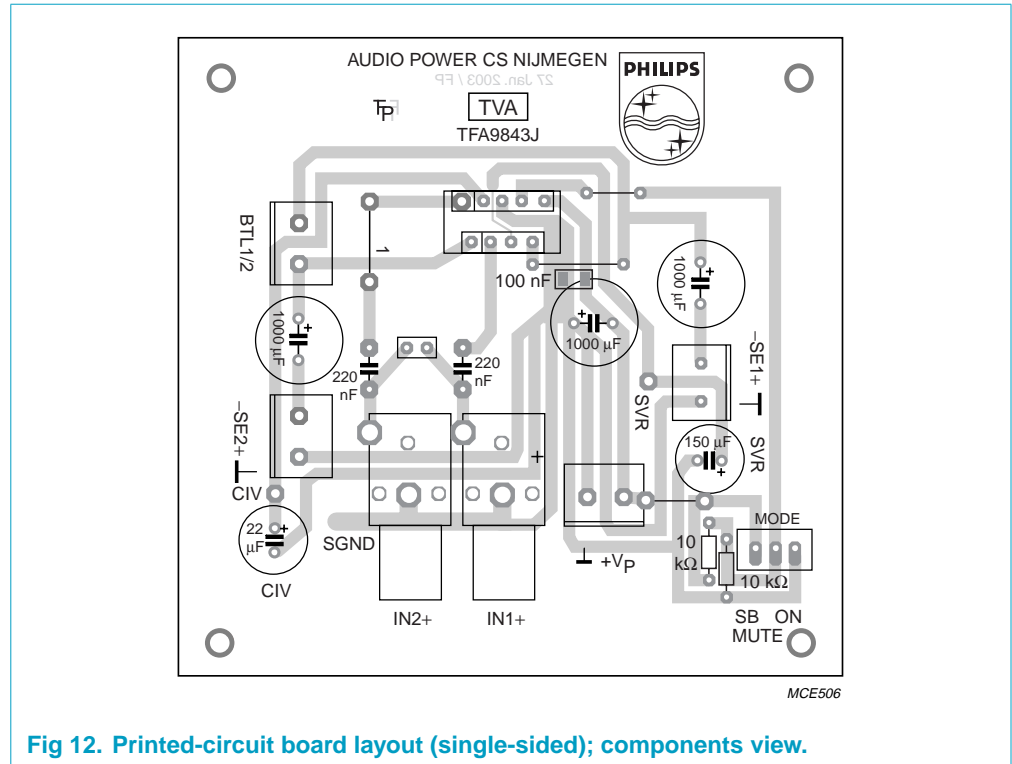 AUDIO POWER CS NIJMEGEN
27 Jan. 2003 / FP
PHILIPS
TVA
TFA9843J
BTL1/2
1
100 nF
1000 µF
1000 µF
1000 µF
220
nF
220
nF
−SE1+
SVR
−SE2+
150 µF
SVR
+
CIV
22
µF
CIV
SGND
+VP
MODE
10
kΩ
10 kΩ
IN2+
IN1+
SB ON
MUTE
MCE506
Fig 12. Printed-circuit board layout (single-sided); components view.